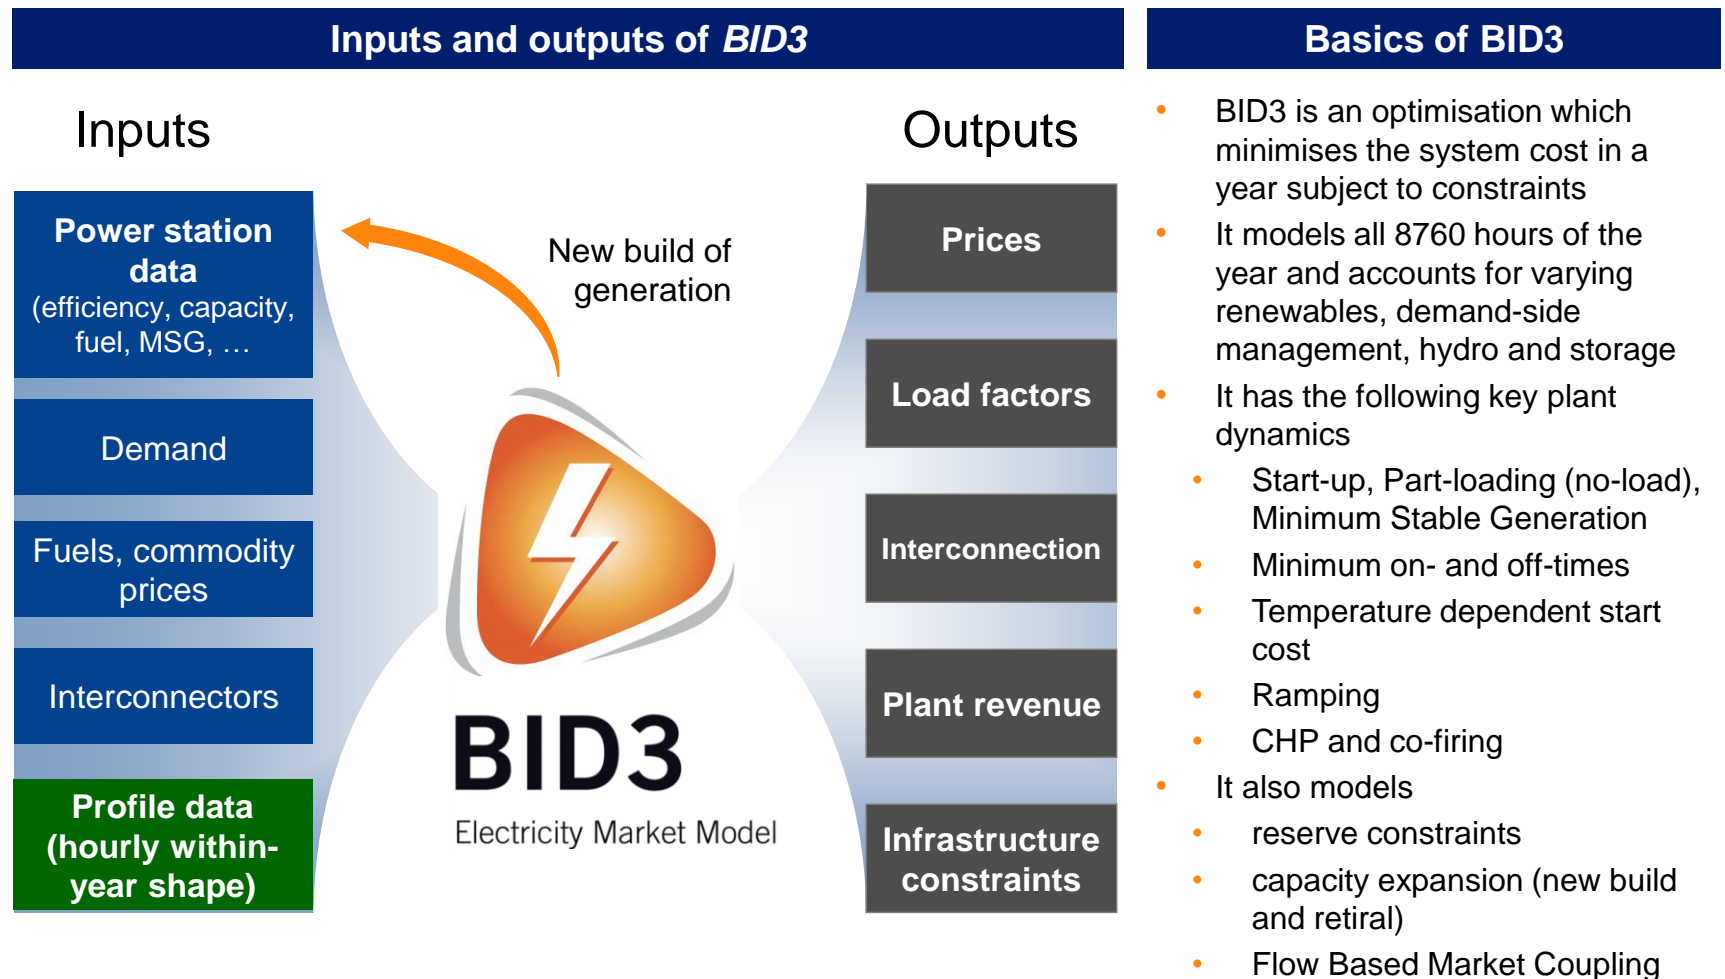 Inputs and outputs of BID3
Inputs
Power station
data
(efficiency, capacity,
fuel, MSG, …
Demand
Fuels, commodity
prices
Interconnectors
Profile data
(hourly within-
year shape)
New build of
generation
BID3
Electricity Market Model
Outputs
Prices
Load factors
Interconnection
Plant revenue
Infrastructure
constraints
Basics of BID3
• BID3 is an optimisation which
minimises the system cost in a
year subject to constraints
• It models all 8760 hours of the
year and accounts for varying
renewables, demand-side
management, hydro and storage
• It has the following key plant
dynamics
• Start-up, Part-loading (no-load),
Minimum Stable Generation
• Minimum on- and off-times
• Temperature dependent start
cost
• Ramping
• CHP and co-firing
• It also models
• reserve constraints
• capacity expansion (new build
and retiral)
• Flow Based Market Coupling